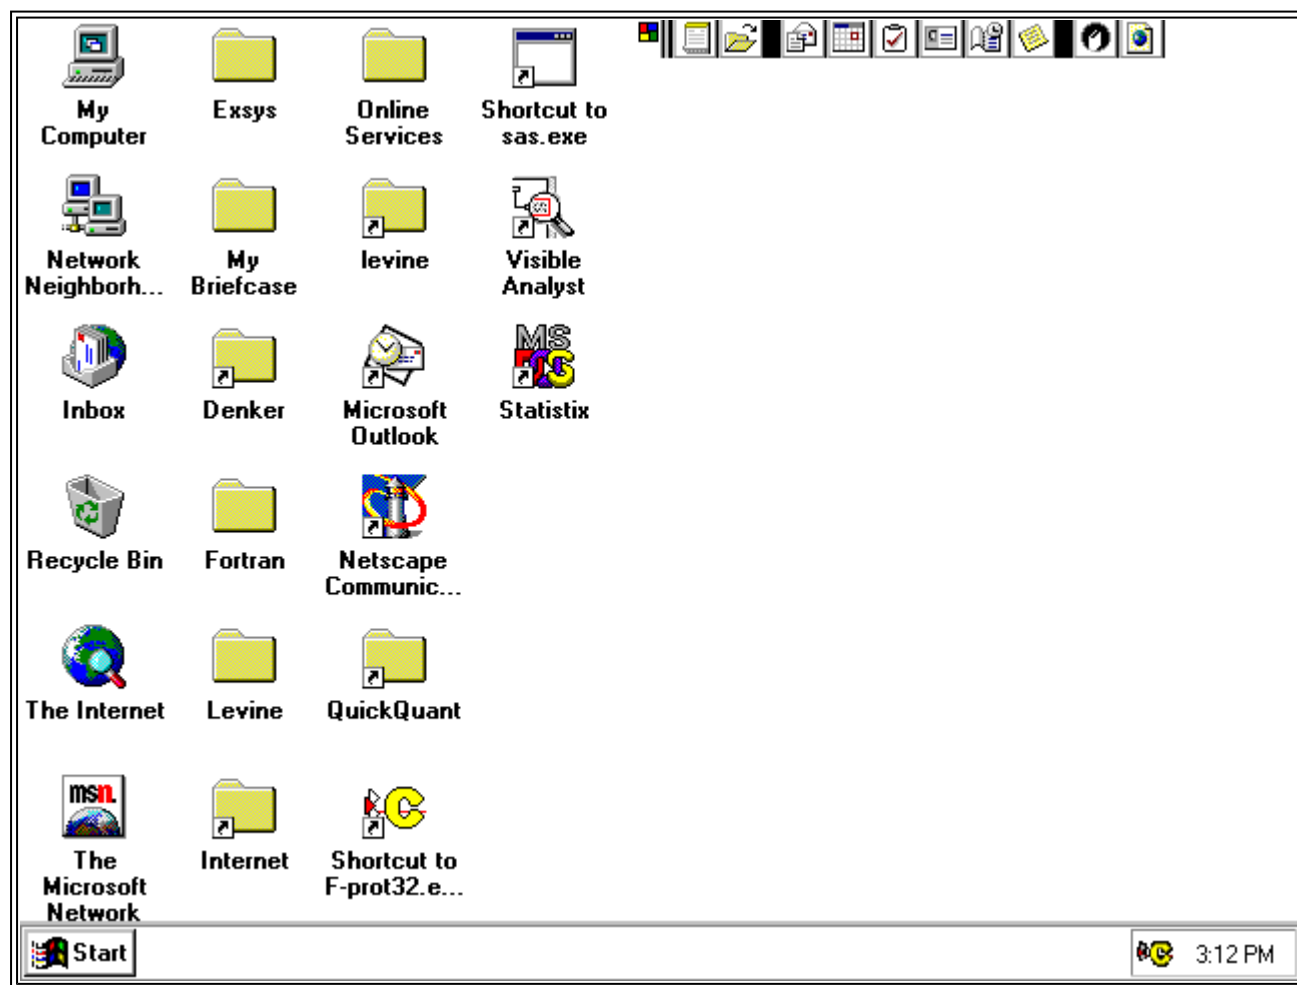 My
Computer
Exsys
Online
Services
Shortcut to
sas.exe
Network
Neighborh...
My
Briefcase
levine
Visible
Analyst
MS
Inbox
Denker
Microsoft
Outlook
Statistix
Recycle Bin
Fortran
Netscape
Communic...
The Internet
Levine
QuickQuant
msn.
The
Microsoft
Network
Internet
Shortcut to
F-prot32.e...
Start
3:12 PM